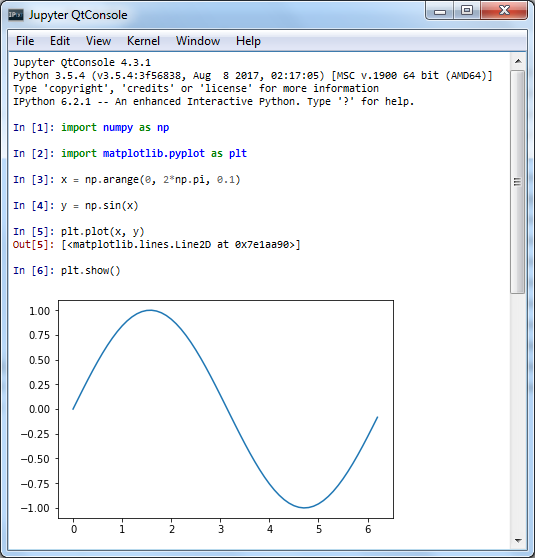 Jupyter QtConsole
File Edit View Kernel Window Help
Jupyter QtConsole 4.3.1
Python 3.5.4 (v3.5.4:3f56838, Aug  8 2017, 02:17:05) [MSC v.1900 64 bit (AMD64)]
Type 'copyright', 'credits' or 'license' for more information
IPython 6.2.1 -- An enhanced Interactive Python. Type '?' for help.
In [1]: import numpy as np
In [2]: import matplotlib.pyplot as plt
In [3]: x = np.arange(0, 2*np.pi, 0.1)
In [4]: y = np.sin(x)
In [5]: plt.plot(x, y)
Out[5]: [<matplotlib.lines.Line2D at 0x7e1aa90>]
In [6]: plt.show()
1.00
0.75
0.50
0.25
0.00
−0.25
−0.50
−0.75
−1.00
0 1 2 3 4 5 6